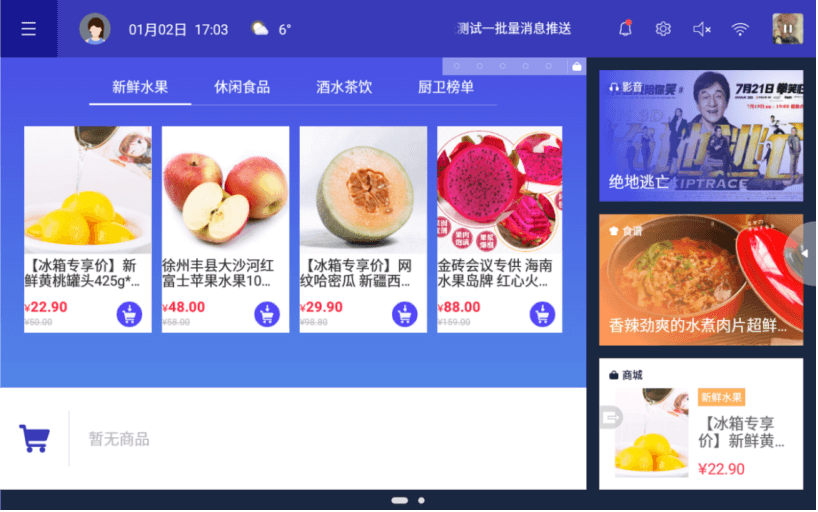 01月02日 17:03
6°
测试一批量消息推送
新鲜水果
休闲食品
酒水茶饮
厨卫榜单
【冰箱专享价】新
鲜黄桃罐头425g*…
¥22.90
¥50.00
徐州丰县大沙河红
富士苹果水果10…
¥48.00
¥58.00
【冰箱专享价】网
纹哈密瓜 新疆西…
¥29.90
¥98.80
果肉
饱满
金砖会议专供 海南
水果岛牌 红心火…
¥88.00
¥159.00
暂无商品
影音
7月21日
绝地逃亡
SKIPTRACE
食谱
香辣劲爽的水煮肉片超鲜…
商城
新鲜水果
【冰箱专享
价】新鲜黄…
¥22.90